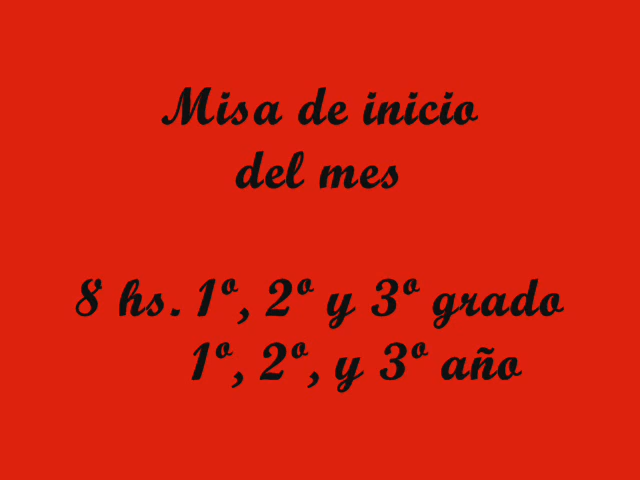 Misa de inicio
del mes
8 hs. 1º, 2º y 3º grado
1º, 2º, y 3º año